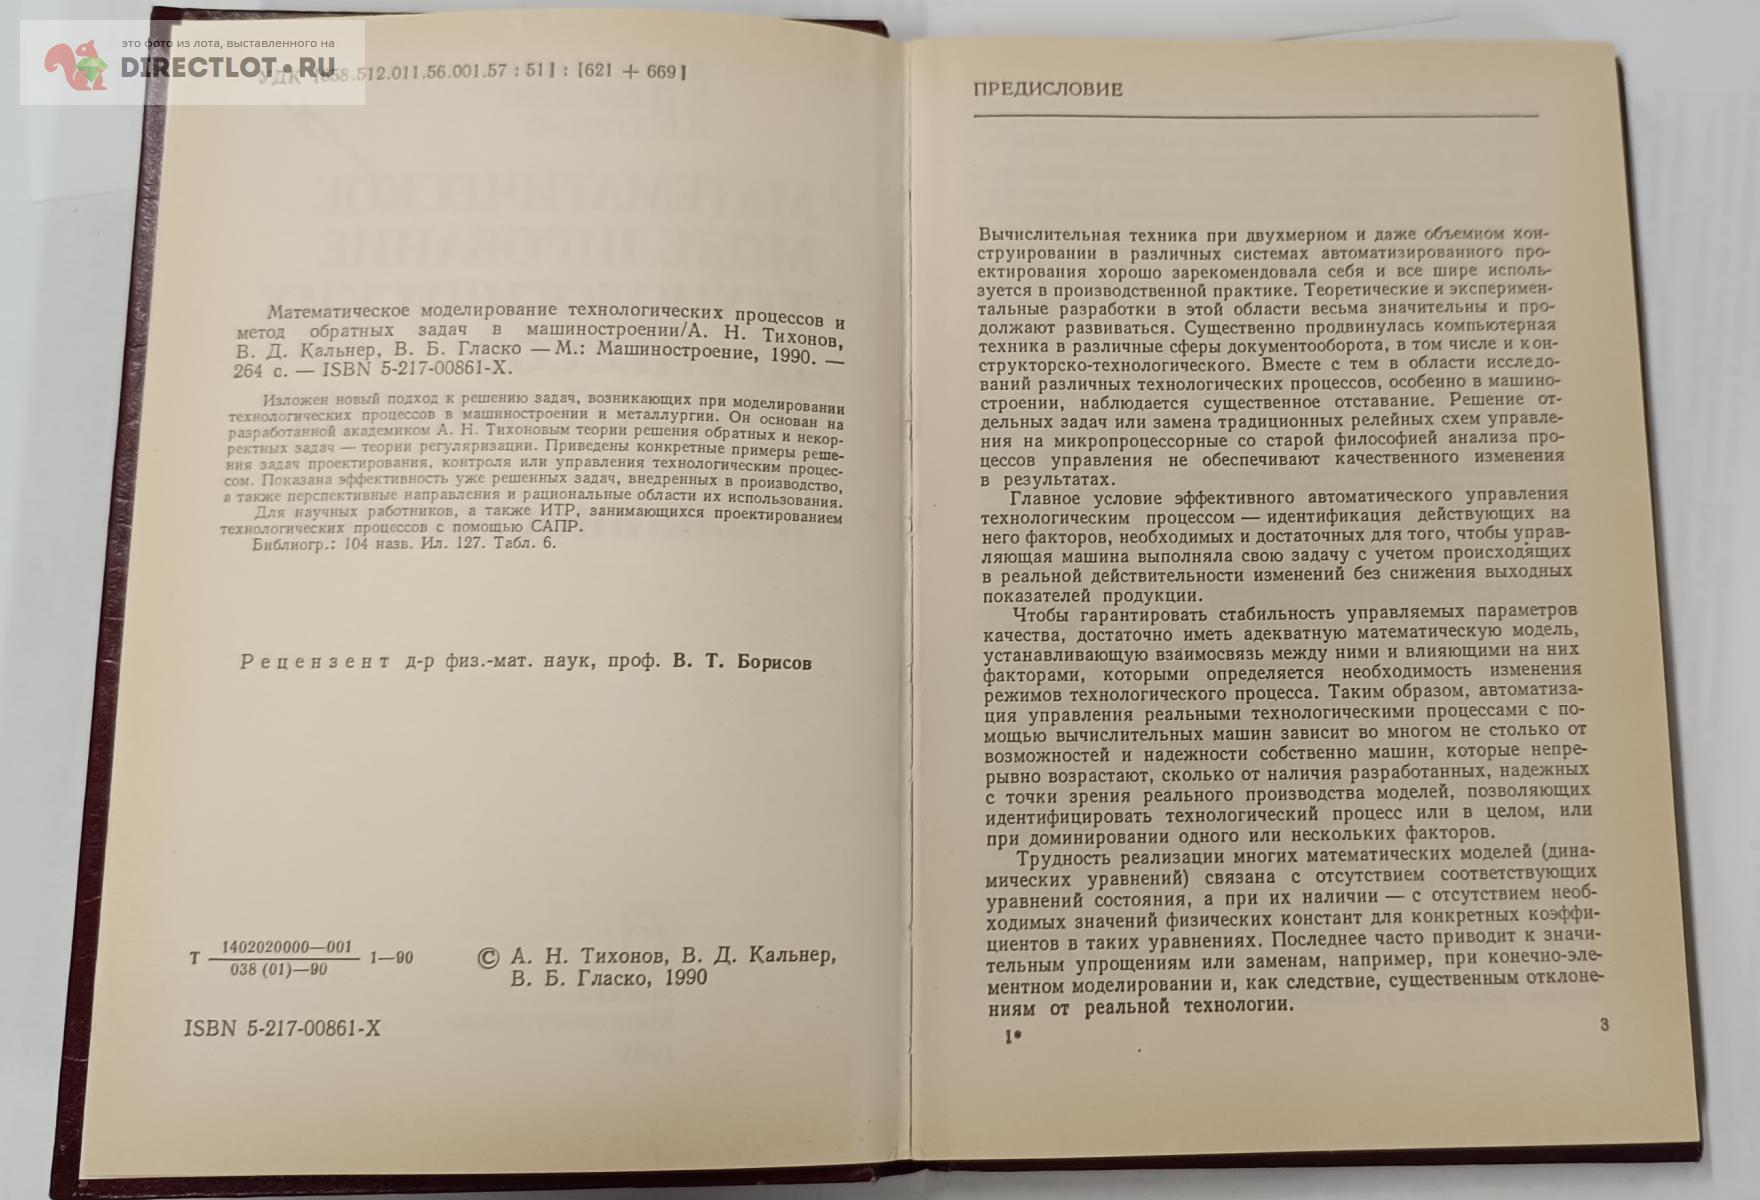 это фото из лота, выставленного на
DIRECTLOT.RU
УДК [658.512.011.56.001.57 : 51] : [621 + 669]
Математическое моделирование технологических процессов и
метод обратных задач в машиностроении/А. Н. Тихонов,
В. Д. Кальнер, В. Б. Гласко — М.: Машиностроение, 1990. —
264 с. — ISBN 5-217-00861-X.
Изложен новый подход к решению задач, возникающих при моделировании
технологических процессов в машиностроении и металлургии. Он основан на
разработанной академиком А. Н. Тихоновым теории решения обратных и некор-
ректных задач — теории регуляризации. Приведены конкретные примеры реше-
ния задач проектирования, контроля или управления технологическим процес-
сом. Показана эффективность уже решенных задач, внедренных в производство,
а также перспективные направления и рациональные области их использования.
Для научных работников, а также ИТР, занимающихся проектированием
технологических процессов с помощью САПР.
Библиогр.: 104 назв. Ил. 127. Табл. 6.
Рецензент д-р физ.-мат. наук, проф. В. Т. Борисов
Т 1402020000—001 1—90
038 (01)—90
© А. Н. Тихонов, В. Д. Кальнер,
В. Б. Гласко, 1990
ISBN 5-217-00861-X
ПРЕДИСЛОВИЕ
Вычислительная техника при двухмерном и даже объемном кон-
струировании в различных системах автоматизированного про-
ектирования хорошо зарекомендовала себя и все шире исполь-
зуется в производственной практике. Теоретические и эксперимен-
тальные разработки в этой области весьма значительны и про-
должают развиваться. Существенно продвинулась компьютерная
техника в различные сферы документооборота, в том числе и кон-
структорско-технологического. Вместе с тем в области исследо-
ваний различных технологических процессов, особенно в машино-
строении, наблюдается существенное отставание. Решение от-
дельных задач или замена традиционных релейных схем управле-
ния на микропроцессорные со старой философией анализа про-
цессов управления не обеспечивают качественного изменения
в результатах.
Главное условие эффективного автоматического управления
технологическим процессом — идентификация действующих на
него факторов, необходимых и достаточных для того, чтобы управ-
ляющая машина выполняла свою задачу с учетом происходящих
в реальной действительности изменений без снижения выходных
показателей продукции.
Чтобы гарантировать стабильность управляемых параметров
качества, достаточно иметь адекватную математическую модель,
устанавливающую взаимосвязь между ними и влияющими на них
факторами, которыми определяется необходимость изменения
режимов технологического процесса. Таким образом, автоматиза-
ция управления реальными технологическими процессами с по-
мощью вычислительных машин зависит во многом не столько от
возможностей и надежности собственно машин, которые непре-
рывно возрастают, сколько от наличия разработанных, надежных
с точки зрения реального производства моделей, позволяющих
идентифицировать технологический процесс или в целом, или
при доминировании одного или нескольких факторов.
Трудность реализации многих математических моделей (дина-
мических уравнений) связана с отсутствием соответствующих
уравнений состояния, а при их наличии — с отсутствием необ-
ходимых значений физических констант для конкретных коэффи-
циентов в таких уравнениях. Последнее часто приводит к значи-
тельным упрощениям или заменам, например, при конечно-эле-
ментном моделировании и, как следствие, существенным отклоне-
ниям от реальной технологии.
1*
3